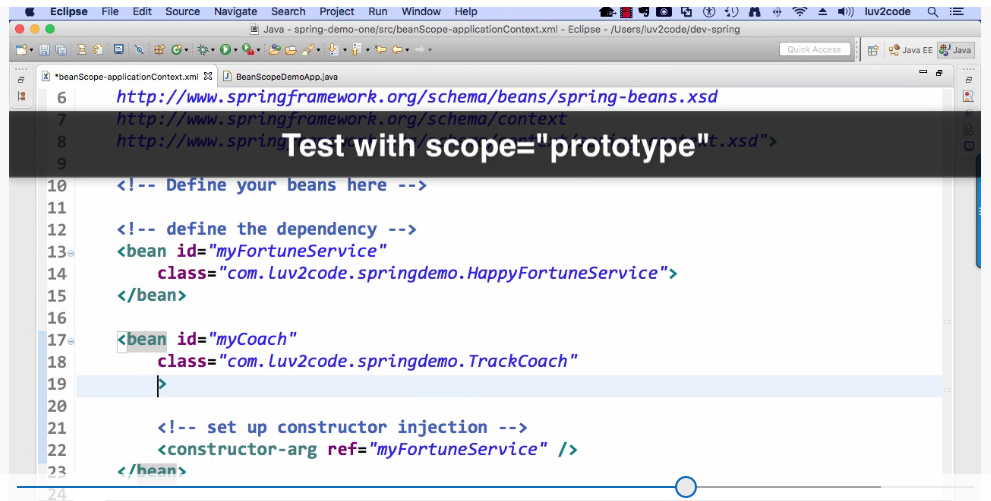 Eclipse File Edit Source Navigate Search Project Run Window Help luv2code
Java - spring-demo-one/src/beanScope-applicationContext.xml - Eclipse - /Users/luv2code/dev-spring
Quick Access Java EE Java
*beanScope-applicationContext.xml BeanScopeDemoApp.java
6 http://www.springframework.org/schema/beans/spring-beans.xsd
7 http://www.springframework.org/schema/context
8 http://www.spring t.xsd">
Test with scope="prototype"
9
10 <!-- Define your beans here -->
11
12 <!-- define the dependency -->
13 <bean id="myFortuneService"
14 class="com.luv2code.springdemo.HappyFortuneService">
15 </bean>
16
17 <bean id="myCoach"
18 class="com.luv2code.springdemo.TrackCoach"
19 >
20
21 <!-- set up constructor injection -->
22 <constructor-arg ref="myFortuneService" />
23 </bean>
24